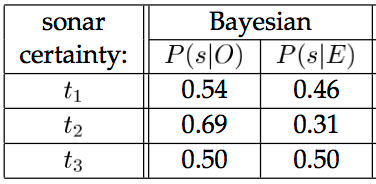 sonar certainty: Bayesian
P(s|O) P(s|E)
t₁ 0.54 0.46
t₂ 0.69 0.31
t₃ 0.50 0.50